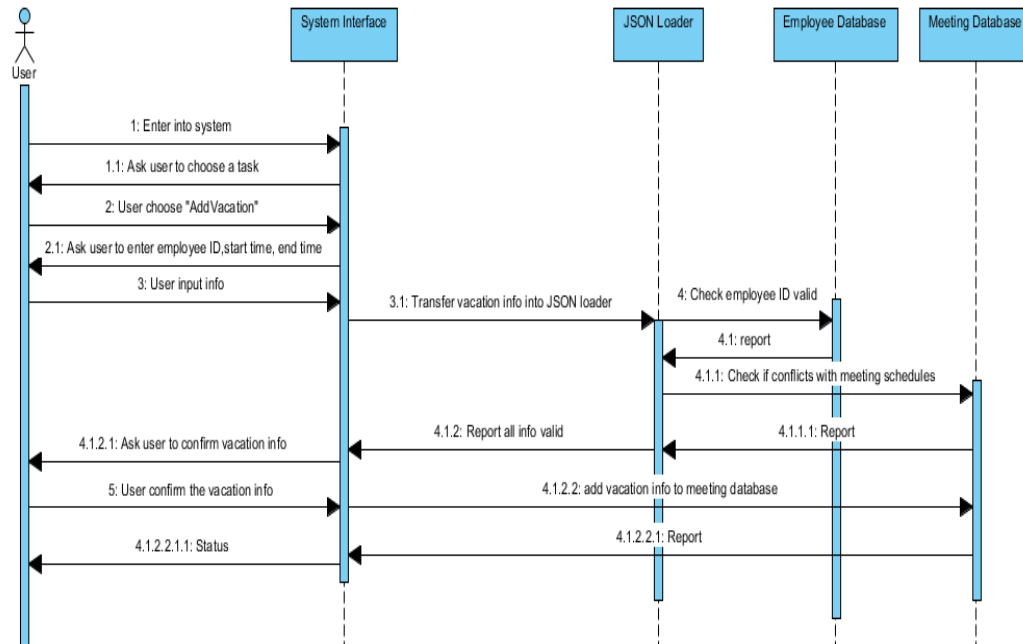 System Interface
JSON Loader
Employee Database
Meeting Database
User
1: Enter into system
1.1: Ask user to choose a task
2: User choose "AddVacation"
2.1: Ask user to enter employee ID,start time, end time
3: User input info
3.1: Transfer vacation info into JSON loader
4: Check employee ID valid
4.1: report
4.1.1: Check if conflicts with meeting schedules
4.1.2.1: Ask user to confirm vacation info
4.1.2: Report all info valid
4.1.1.1: Report
5: User confirm the vacation info
4.1.2.2: add vacation info to meeting database
4.1.2.2.1.1: Status
4.1.2.2.1: Report